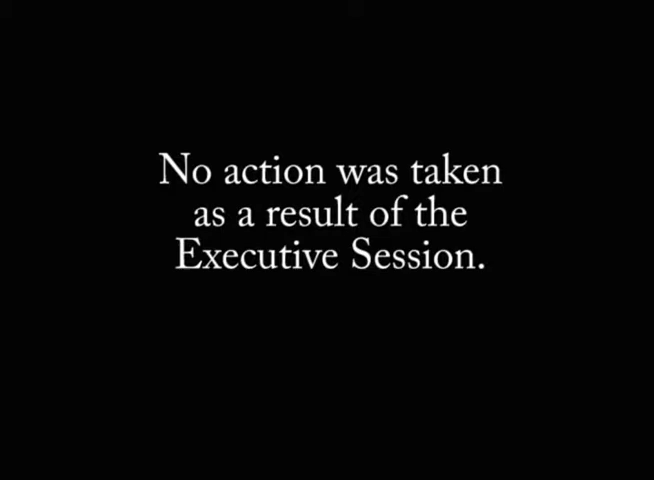 No action was taken
as a result of the
Executive Session.